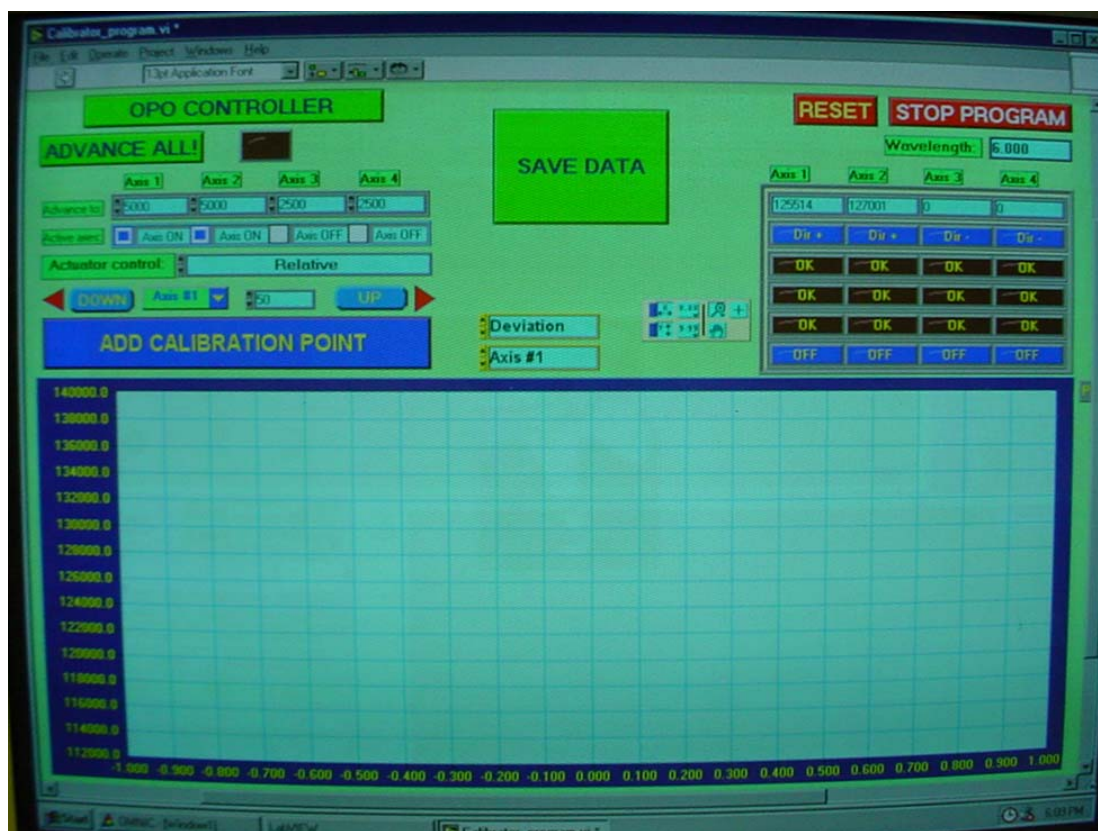 Calibrator_program.vi *
File Edit Operate Project Windows Help
13pt Application Font
OPO CONTROLLER
RESET STOP PROGRAM
ADVANCE ALL!
SAVE DATA
Wavelength: 6.000
Axis 1 Axis 2 Axis 3 Axis 4
Axis 1 Axis 2 Axis 3 Axis 4
Advance to: 5000 5000 2500 2500
125514 127001 0 0
Active axes: Axis ON Axis ON Axis OFF Axis OFF
Dir + Dir + Dir - Dir -
Actuator control: Relative
OK OK OK OK
DOWN Axis #1 50 UP
OK OK OK OK
ADD CALIBRATION POINT
Deviation
OK OK OK OK
Axis #1
OFF OFF OFF OFF
140000.0
138000.0
136000.0
134000.0
132000.0
130000.0
128000.0
126000.0
124000.0
122000.0
120000.0
118000.0
116000.0
114000.0
112000.0
-1.000 -0.900 -0.800 -0.700 -0.600 -0.500 -0.400 -0.300 -0.200 -0.100 0.000 0.100 0.200 0.300 0.400 0.500 0.600 0.700 0.800 0.900 1.000
Start OMNIC - [Window1] LabVIEW Calibrator_program.vi * 6:03 PM